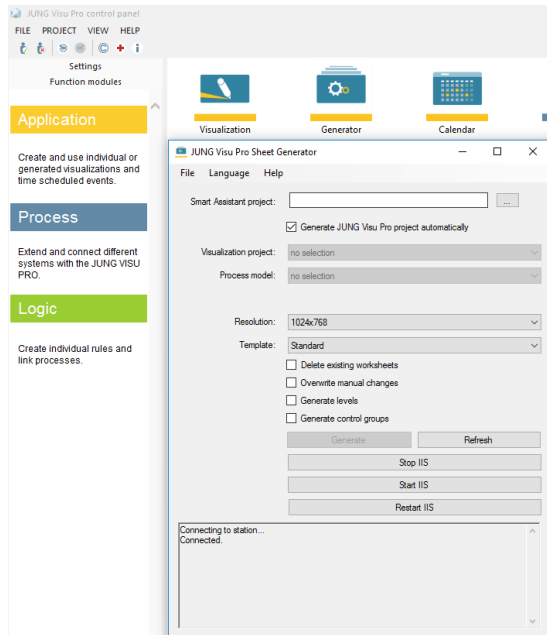 JUNG Visu Pro control panel
FILE PROJECT VIEW HELP
Settings
Function modules
Application
Create and use individual or
generated visualizations and
time scheduled events.
Process
Extend and connect different
systems with the JUNG VISU
PRO.
Logic
Create individual rules and
link processes.
Visualization Generator Calendar
JUNG Visu Pro Sheet Generator
File Language Help
Smart Assistant project: ...
Generate JUNG Visu Pro project automatically
Visualization project: no selection
Process model: no selection
Resolution: 1024x768
Template: Standard
Delete existing worksheets
Overwrite manual changes
Generate levels
Generate control groups
Generate Refresh
Stop IIS
Start IIS
Restart IIS
Connecting to station...
Connected.